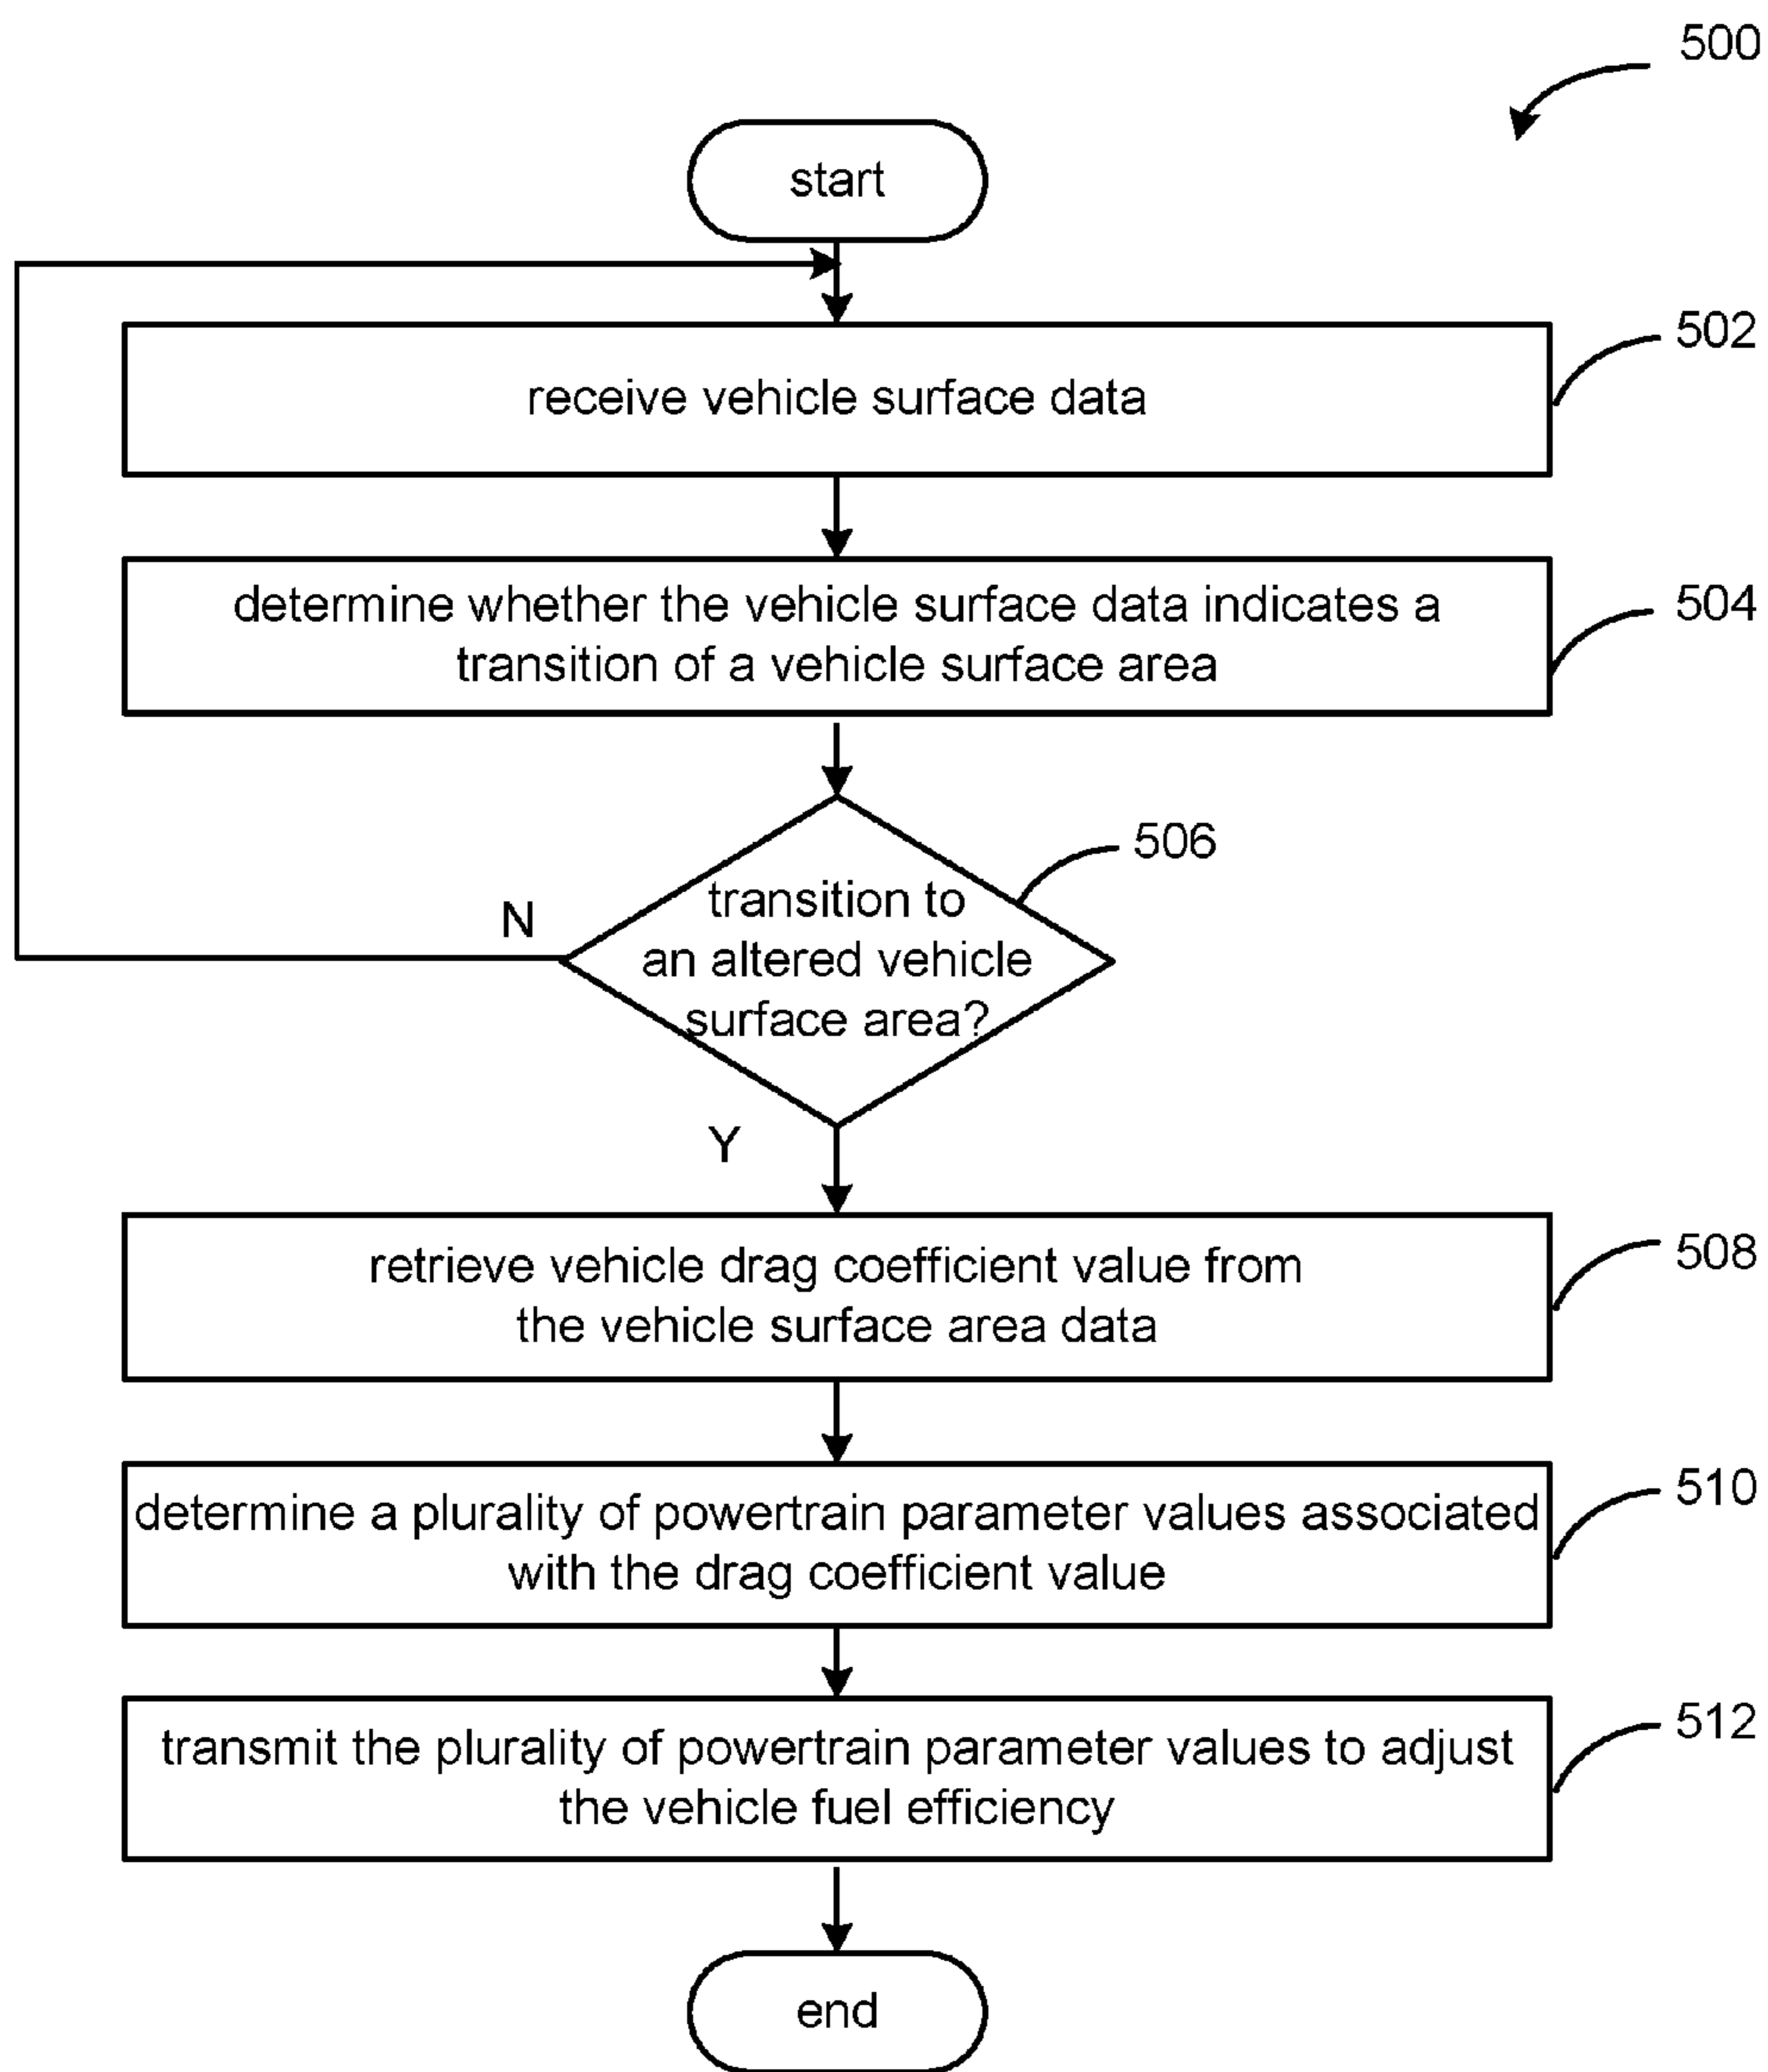 500
start
receive vehicle surface data
502
determine whether the vehicle surface data indicates a
transition of a vehicle surface area
504
506
transition to
an altered vehicle
surface area?
N
Y
retrieve vehicle drag coefficient value from
the vehicle surface area data
508
determine a plurality of powertrain parameter values associated
with the drag coefficient value
510
transmit the plurality of powertrain parameter values to adjust
the vehicle fuel efficiency
512
end